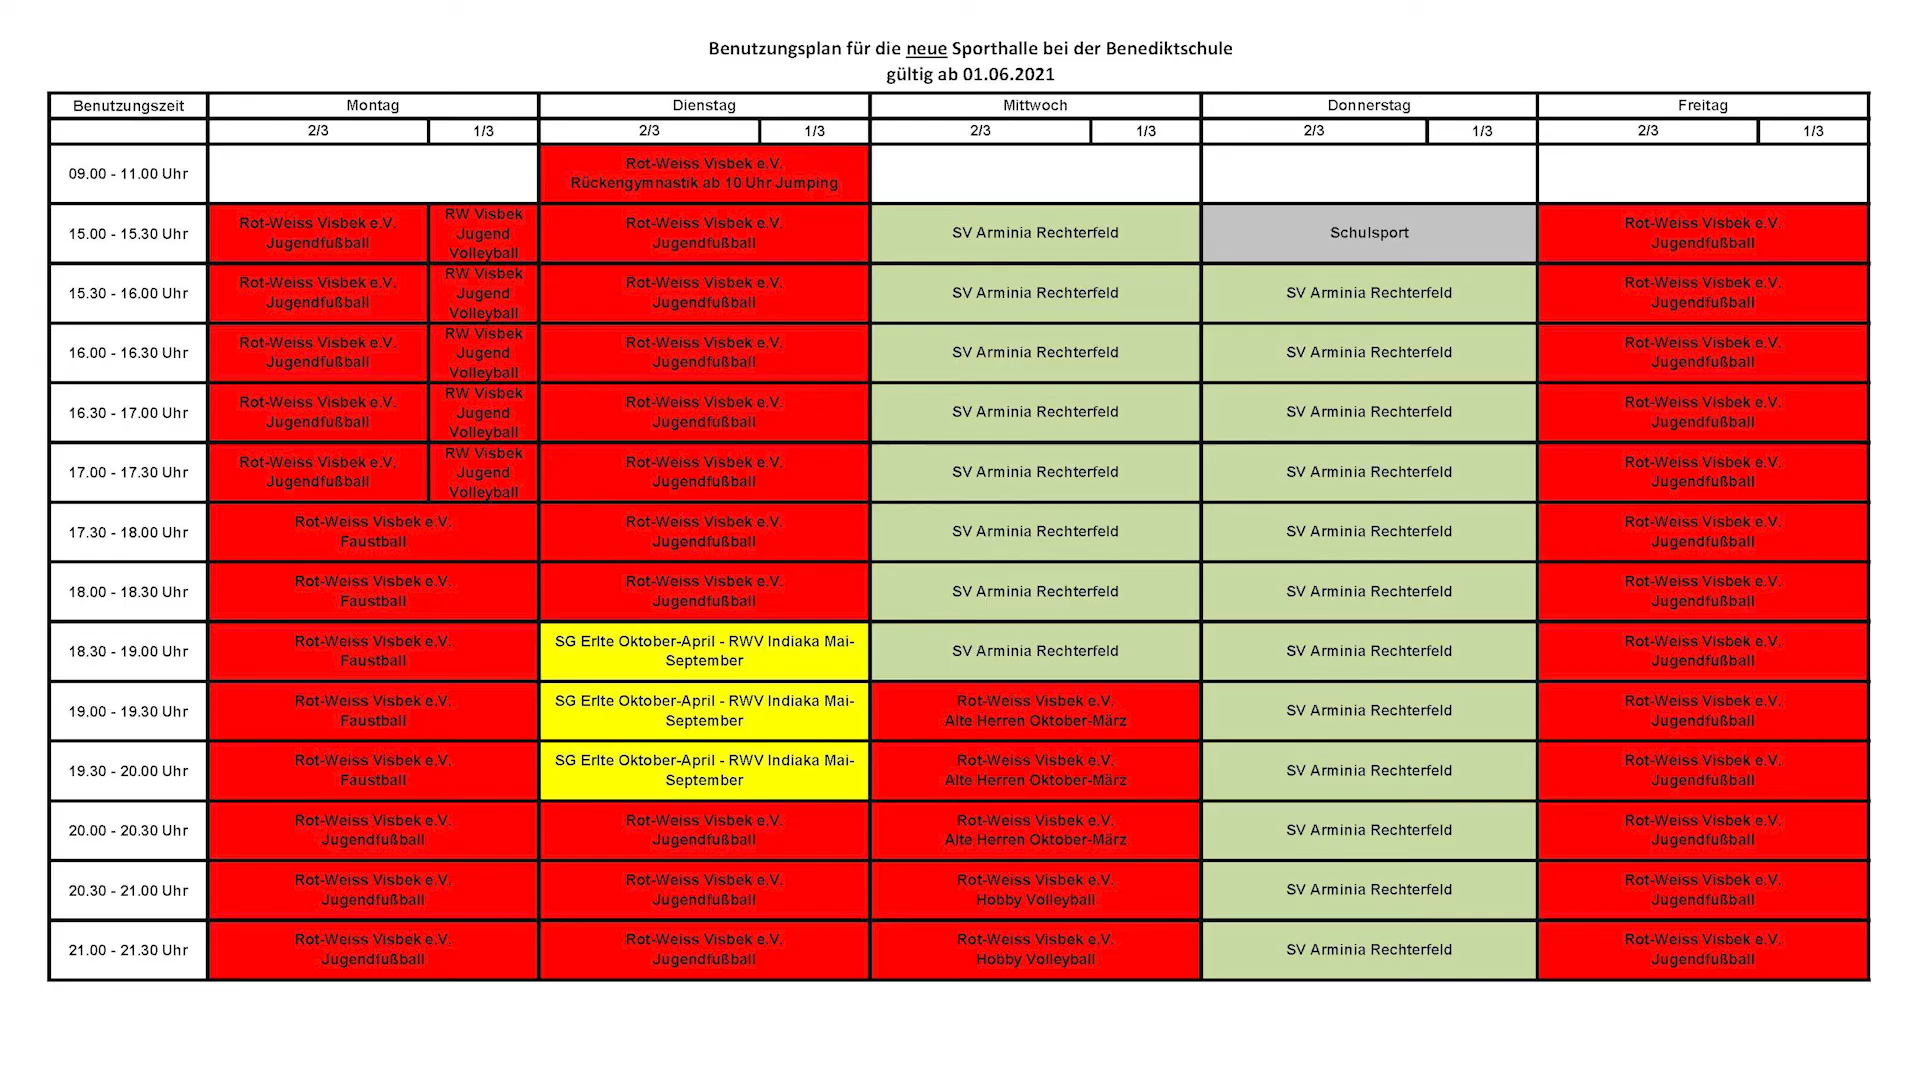 Benutzungsplan für die neue Sporthalle bei der Benediktschule
gültig ab 01.06.2021
Benutzungszeit Montag Dienstag Mittwoch Donnerstag Freitag
2/3 1/3 2/3 1/3 2/3 1/3 2/3 1/3 2/3 1/3
09.00 - 11.00 Uhr
Rot-Weiss Visbek e.V.
Rückengymnastik ab 10 Uhr Jumping
15.00 - 15.30 Uhr
Rot-Weiss Visbek e.V.
Jugendfußball
RW Visbek
Jugend
Volleyball
Rot-Weiss Visbek e.V.
Jugendfußball
SV Arminia Rechterfeld
Schulsport
Rot-Weiss Visbek e.V.
Jugendfußball
15.30 - 16.00 Uhr
Rot-Weiss Visbek e.V.
Jugendfußball
RW Visbek
Jugend
Volleyball
Rot-Weiss Visbek e.V.
Jugendfußball
SV Arminia Rechterfeld
SV Arminia Rechterfeld
Rot-Weiss Visbek e.V.
Jugendfußball
16.00 - 16.30 Uhr
Rot-Weiss Visbek e.V.
Jugendfußball
RW Visbek
Jugend
Volleyball
Rot-Weiss Visbek e.V.
Jugendfußball
SV Arminia Rechterfeld
SV Arminia Rechterfeld
Rot-Weiss Visbek e.V.
Jugendfußball
16.30 - 17.00 Uhr
Rot-Weiss Visbek e.V.
Jugendfußball
RW Visbek
Jugend
Volleyball
Rot-Weiss Visbek e.V.
Jugendfußball
SV Arminia Rechterfeld
SV Arminia Rechterfeld
Rot-Weiss Visbek e.V.
Jugendfußball
17.00 - 17.30 Uhr
Rot-Weiss Visbek e.V.
Jugendfußball
RW Visbek
Jugend
Volleyball
Rot-Weiss Visbek e.V.
Jugendfußball
SV Arminia Rechterfeld
SV Arminia Rechterfeld
Rot-Weiss Visbek e.V.
Jugendfußball
17.30 - 18.00 Uhr
Rot-Weiss Visbek e.V.
Faustball
Rot-Weiss Visbek e.V.
Jugendfußball
SV Arminia Rechterfeld
SV Arminia Rechterfeld
Rot-Weiss Visbek e.V.
Jugendfußball
18.00 - 18.30 Uhr
Rot-Weiss Visbek e.V.
Faustball
Rot-Weiss Visbek e.V.
Jugendfußball
SV Arminia Rechterfeld
SV Arminia Rechterfeld
Rot-Weiss Visbek e.V.
Jugendfußball
18.30 - 19.00 Uhr
Rot-Weiss Visbek e.V.
Faustball
SG Erlte Oktober-April - RWV Indiaka Mai-
September
SV Arminia Rechterfeld
SV Arminia Rechterfeld
Rot-Weiss Visbek e.V.
Jugendfußball
19.00 - 19.30 Uhr
Rot-Weiss Visbek e.V.
Faustball
SG Erlte Oktober-April - RWV Indiaka Mai-
September
Rot-Weiss Visbek e.V.
Alte Herren Oktober-März
SV Arminia Rechterfeld
Rot-Weiss Visbek e.V.
Jugendfußball
19.30 - 20.00 Uhr
Rot-Weiss Visbek e.V.
Faustball
SG Erlte Oktober-April - RWV Indiaka Mai-
September
Rot-Weiss Visbek e.V.
Alte Herren Oktober-März
SV Arminia Rechterfeld
Rot-Weiss Visbek e.V.
Jugendfußball
20.00 - 20.30 Uhr
Rot-Weiss Visbek e.V.
Jugendfußball
Rot-Weiss Visbek e.V.
Jugendfußball
Rot-Weiss Visbek e.V.
Alte Herren Oktober-März
SV Arminia Rechterfeld
Rot-Weiss Visbek e.V.
Jugendfußball
20.30 - 21.00 Uhr
Rot-Weiss Visbek e.V.
Jugendfußball
Rot-Weiss Visbek e.V.
Jugendfußball
Rot-Weiss Visbek e.V.
Hobby Volleyball
SV Arminia Rechterfeld
Rot-Weiss Visbek e.V.
Jugendfußball
21.00 - 21.30 Uhr
Rot-Weiss Visbek e.V.
Jugendfußball
Rot-Weiss Visbek e.V.
Jugendfußball
Rot-Weiss Visbek e.V.
Hobby Volleyball
SV Arminia Rechterfeld
Rot-Weiss Visbek e.V.
Jugendfußball